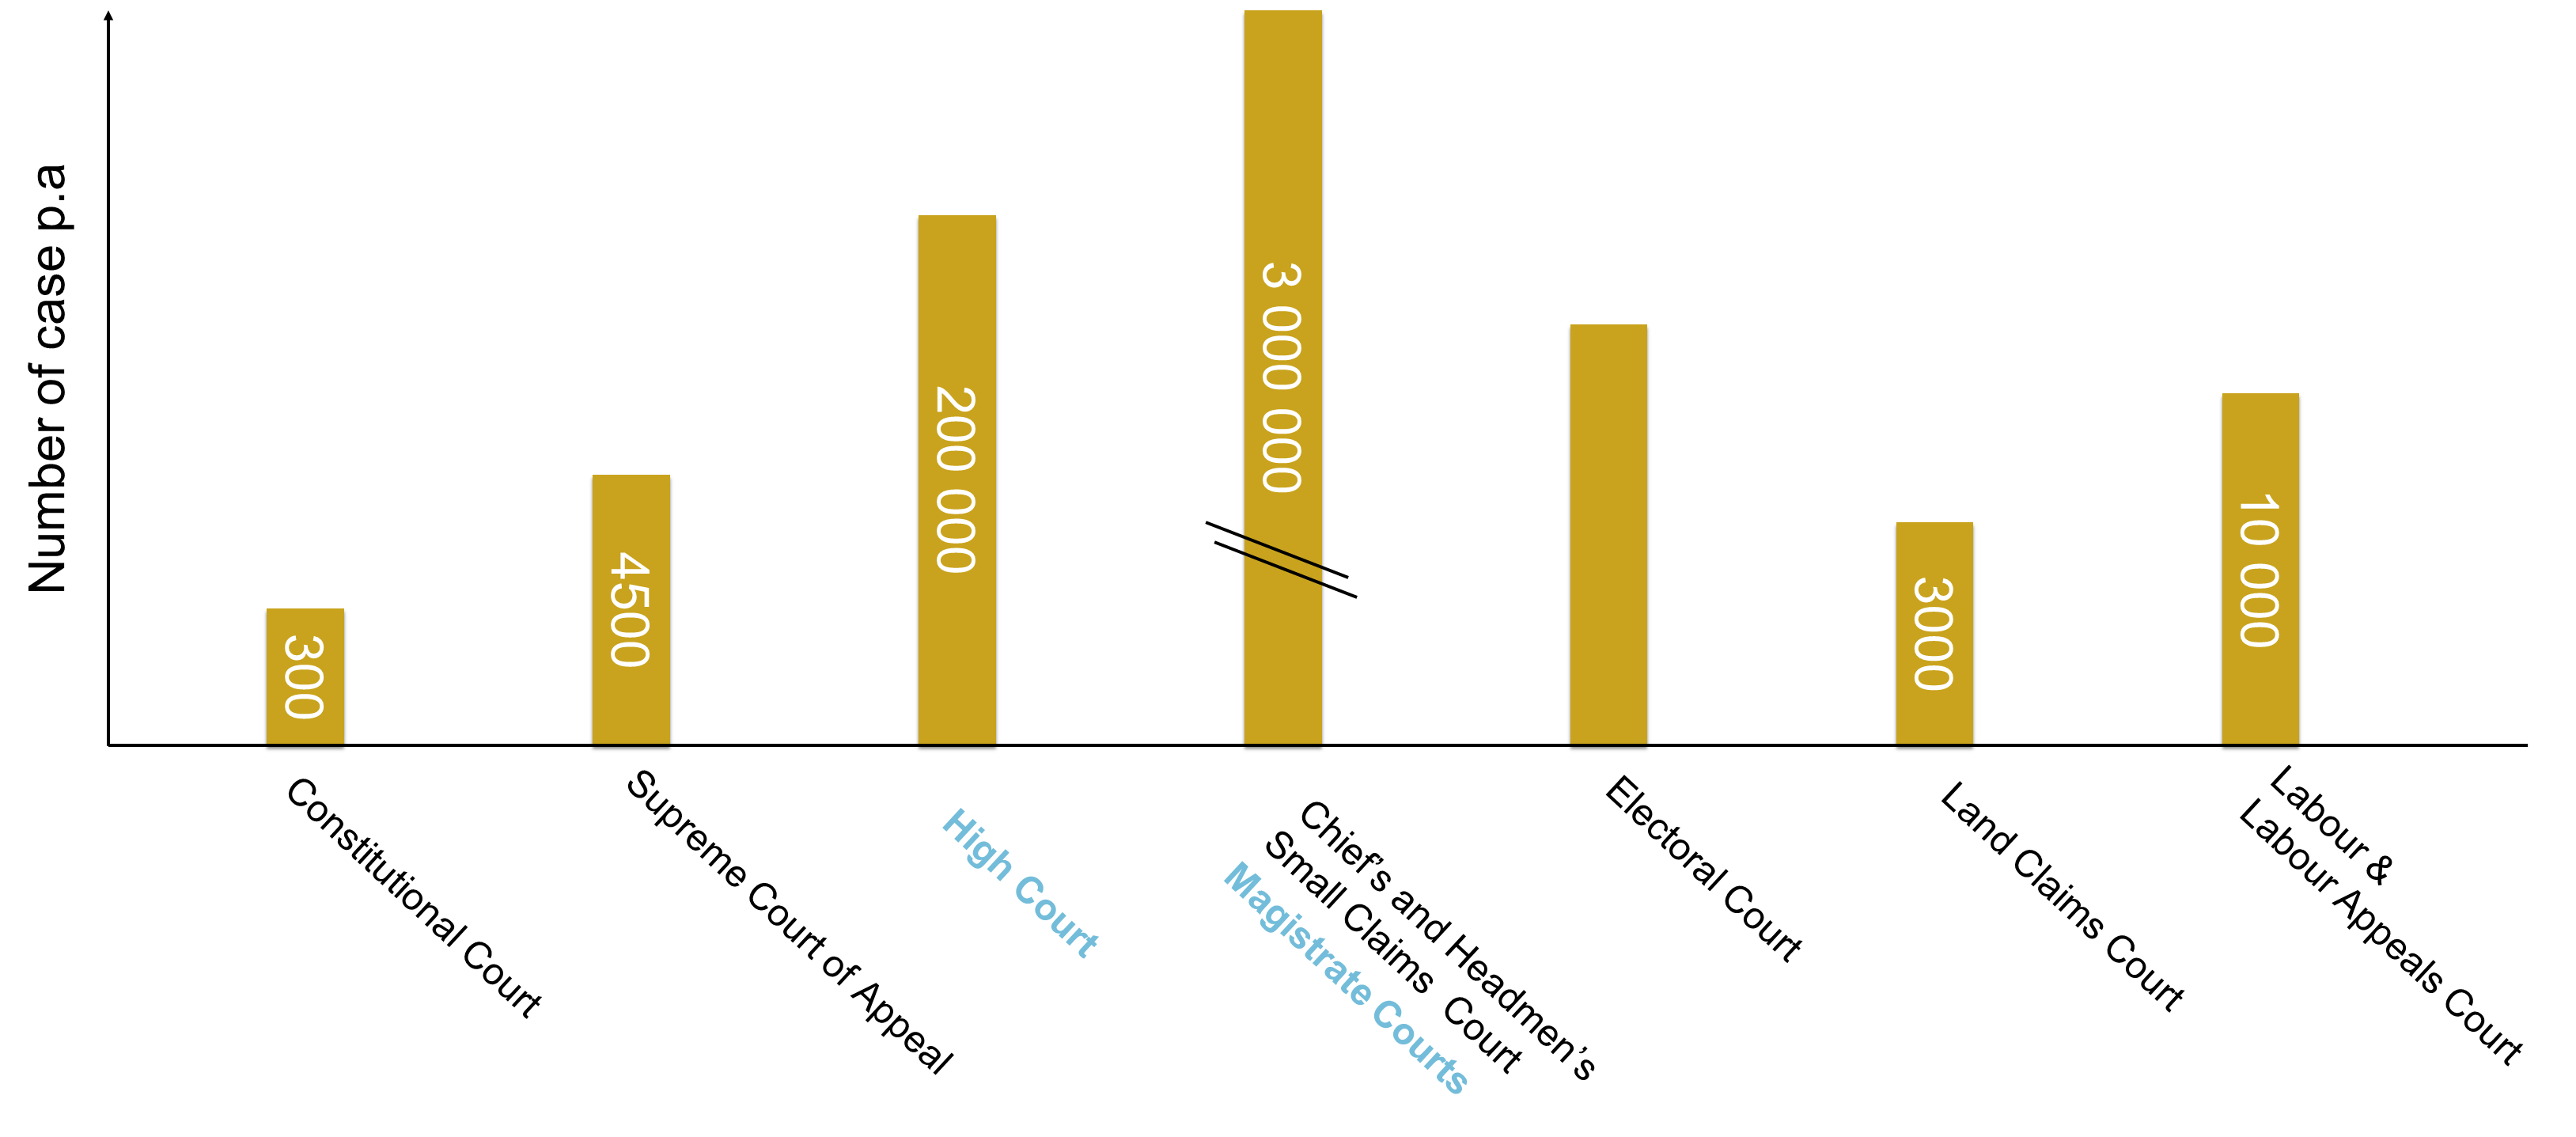 Number of case p.a
300
4500
200 000
3 000 000
3000
10 000
Constitutional Court
Supreme Court of Appeal
High Court
Chief’s and Headmen’s
Small Claims  Court
Magistrate Courts
Electoral Court
Land Claims Court
Labour &
Labour Appeals Court